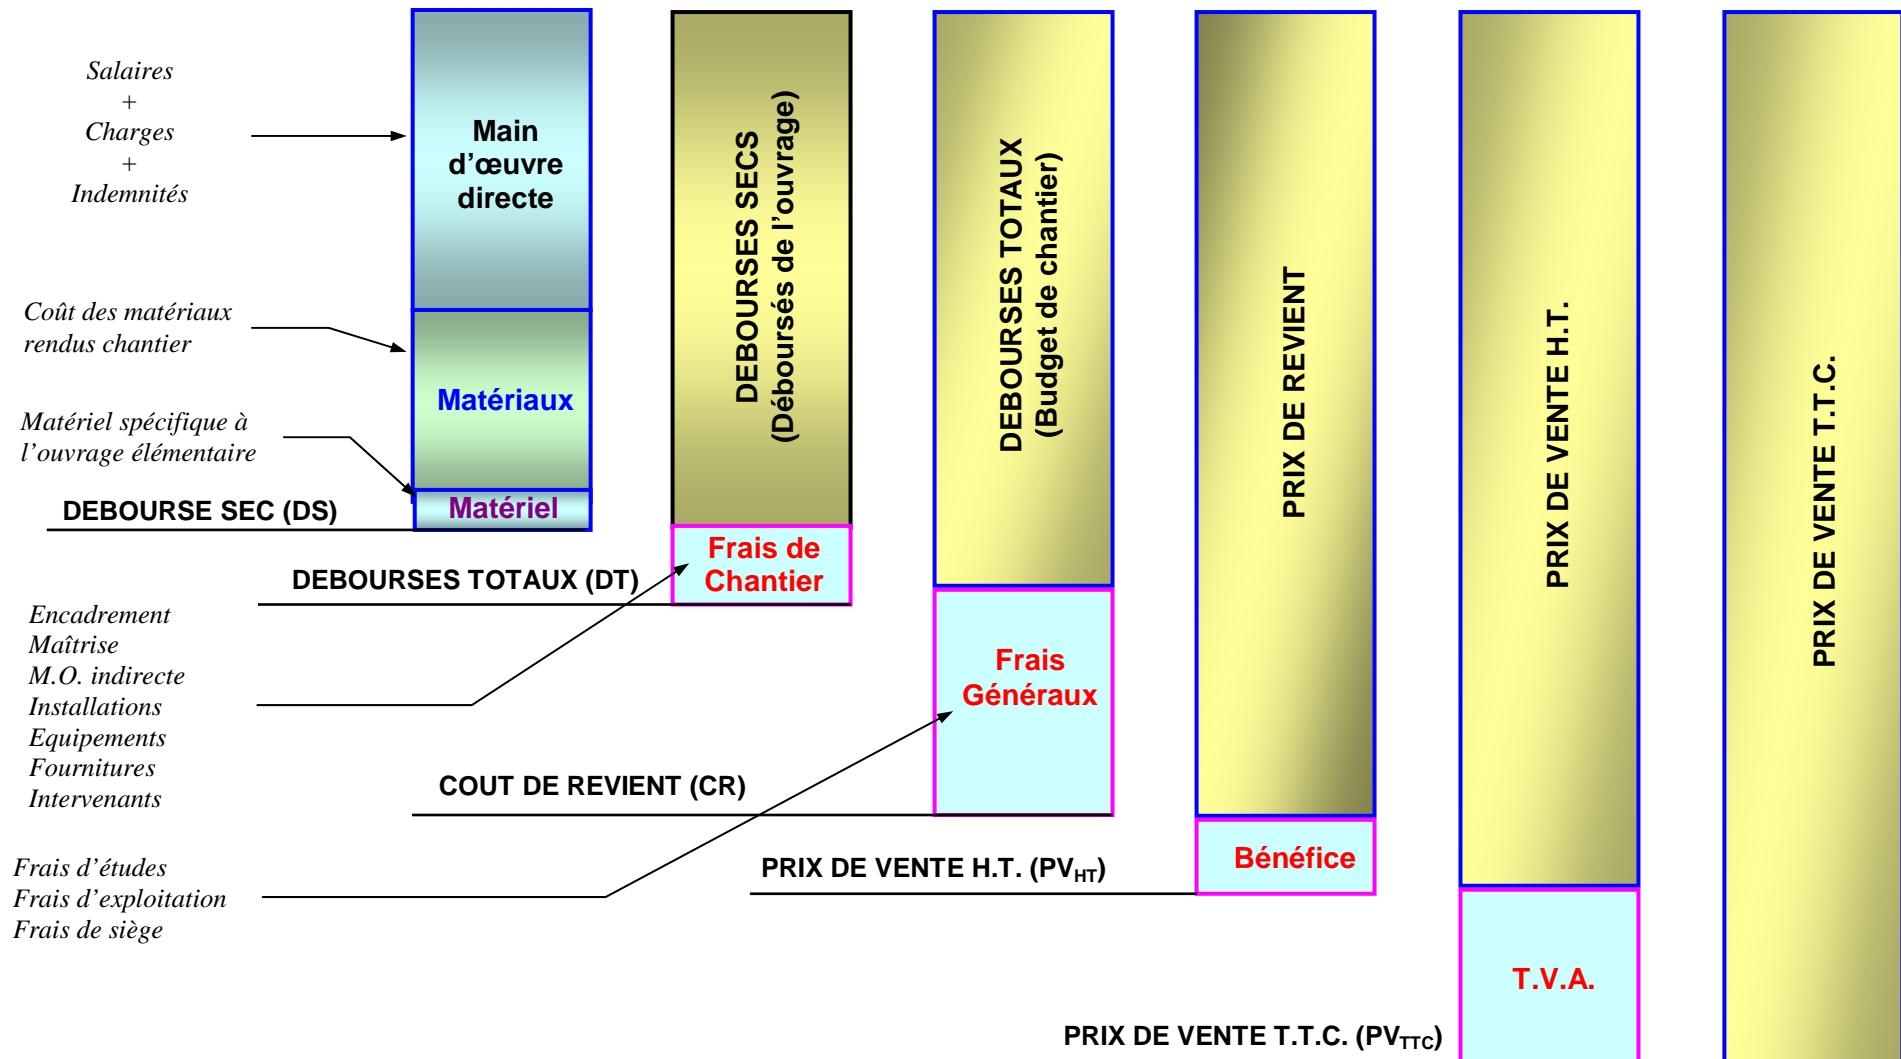 Salaires
+
Charges
+
Indemnités
Main
d’œuvre
directe
Coût des matériaux
rendus chantier
Matériaux
Matériel spécifique à
l’ouvrage élémentaire
Matériel
DEBOURSE SEC (DS)
DEBOURSES SECS
(Déboursés de l’ouvrage)
Frais de
Chantier
DEBOURSES TOTAUX (DT)
Encadrement
Maîtrise
M.O. indirecte
Installations
Equipements
Fournitures
Intervenants
DEBOURSES TOTAUX
(Budget de chantier)
Frais
Généraux
COUT DE REVIENT (CR)
Frais d’études
Frais d’exploitation
Frais de siège
PRIX DE REVIENT
Bénéfice
PRIX DE VENTE H.T. (PVHT)
PRIX DE VENTE H.T.
T.V.A.
PRIX DE VENTE T.T.C. (PVTTC)
PRIX DE VENTE T.T.C.